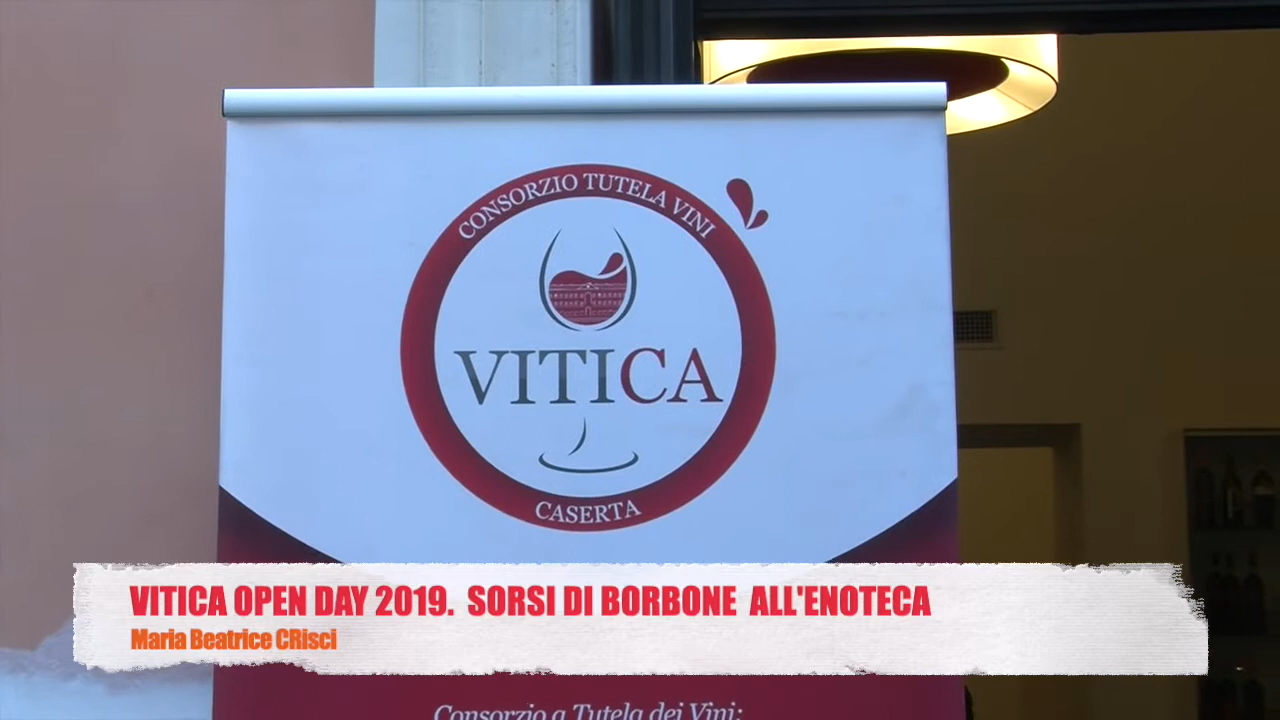 CONSORZIO TUTELA VINI
VITICA
CASERTA
VITICA OPEN DAY 2019. SORSI DI BORBONE ALL'ENOTECA
Maria Beatrice CRisci
Consorzio a Tutela dei Vini: